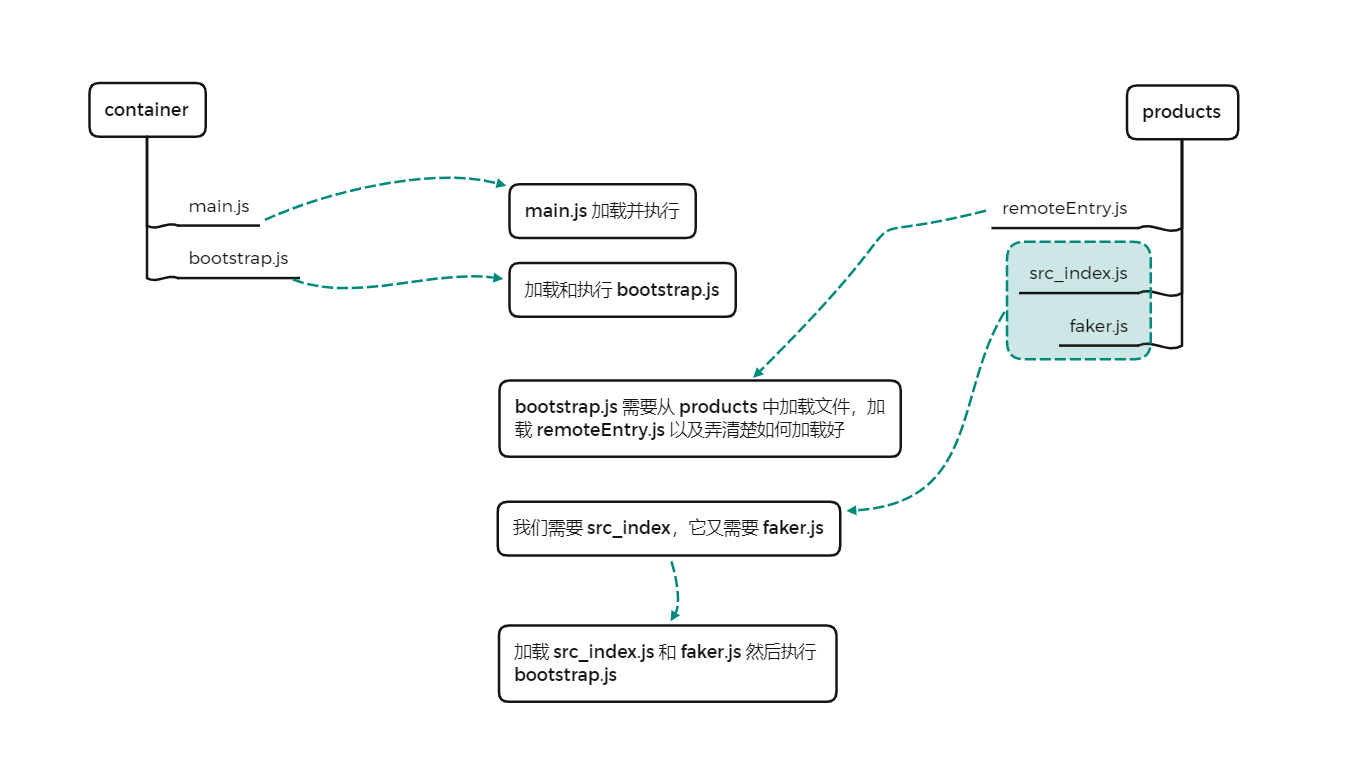 container
products
main.js
bootstrap.js
main.js 加载并执行
加载和执行 bootstrap.js
remoteEntry.js
src_index.js
faker.js
bootstrap.js 需要从 products 中加载文件，加
载 remoteEntry.js 以及弄清楚如何加载好
我们需要 src_index，它又需要 faker.js
加载 src_index.js 和 faker.js 然后执行
bootstrap.js